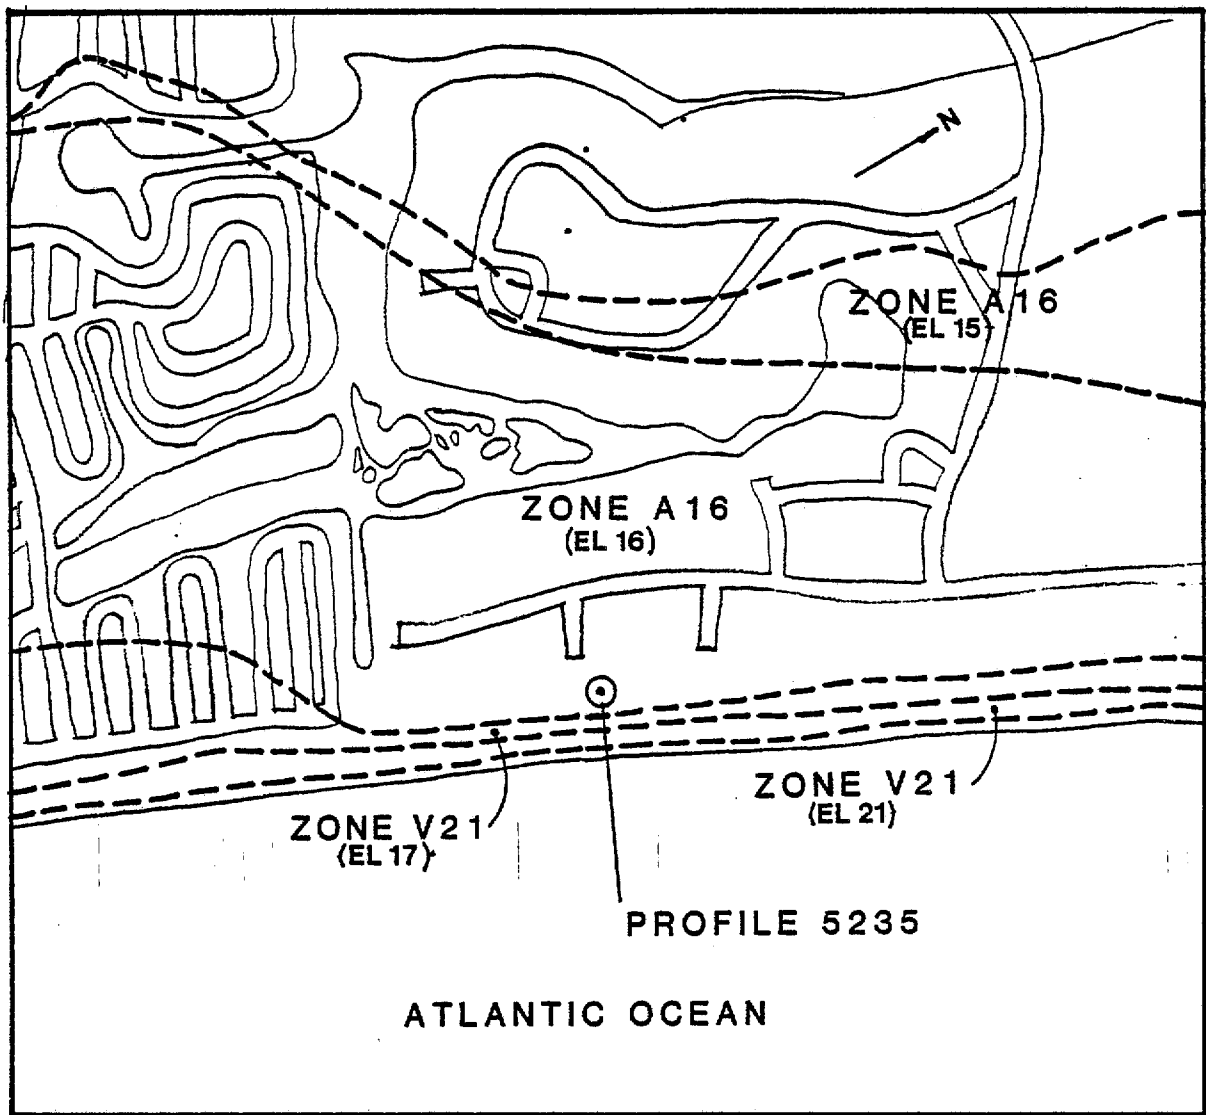 N
ZONE A16
(EL 15)
ZONE A16
(EL 16)
ZONE V21
(EL 21)
ZONE V21
(EL 17)
PROFILE 5235
ATLANTIC OCEAN